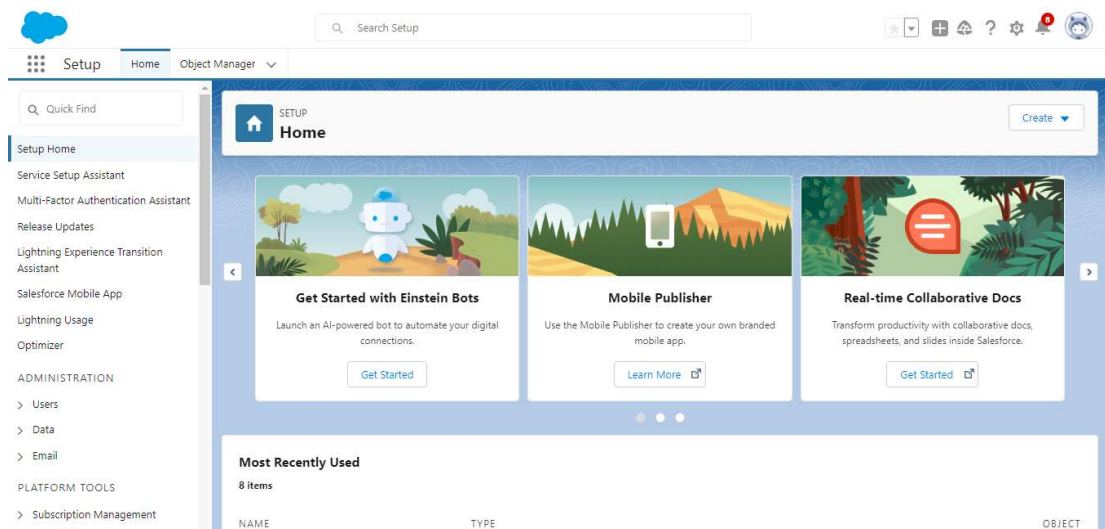 Search Setup
8
Setup Home Object Manager
Quick Find
Setup Home
Service Setup Assistant
Multi-Factor Authentication Assistant
Release Updates
Lightning Experience Transition
Assistant
Salesforce Mobile App
Lightning Usage
Optimizer
ADMINISTRATION
Users
Data
Email
PLATFORM TOOLS
Subscription Management
SETUP
Home
Create
Get Started with Einstein Bots
Launch an AI-powered bot to automate your digital
connections.
Get Started
Mobile Publisher
Use the Mobile Publisher to create your own branded
mobile app.
Learn More
Real-time Collaborative Docs
Transform productivity with collaborative docs,
spreadsheets, and slides inside Salesforce.
Get Started
Most Recently Used
8 items
NAME TYPE OBJECT